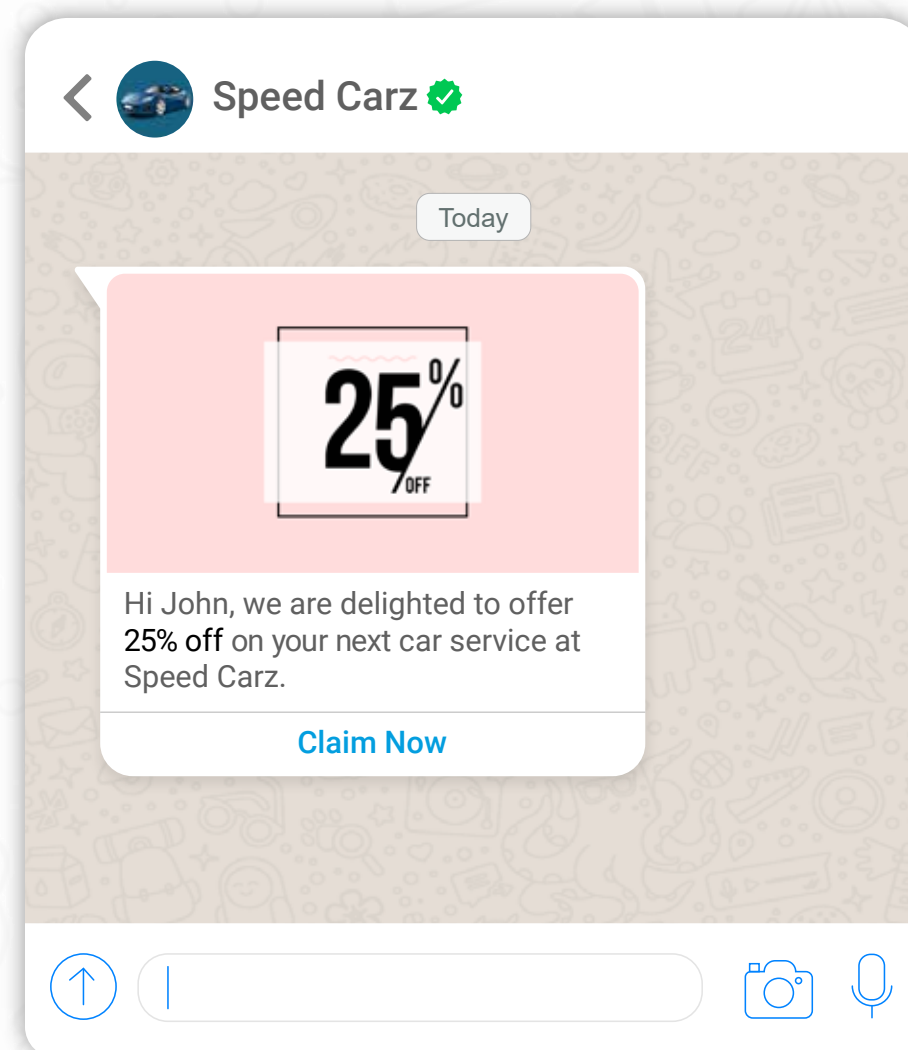 Speed Carz
Today
25%
OFF
Hi John, we are delighted to offer
25% off on your next car service at
Speed Carz.
Claim Now